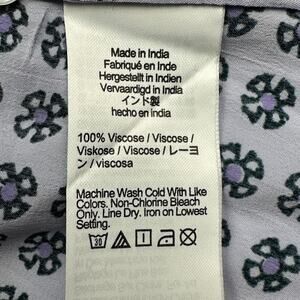 Made in India
Fabriqué en Inde
Hergestellt in Indien
Vervaardigd in India
インド製
hecho en india
100% Viscose / Viscose /
Viskose / Viscose / レーヨ
ン / viscosa
Machine Wash Cold With Like
Colors. Non-Chlorine Bleach
Only. Line Dry. Iron on Lowest
Setting.
30